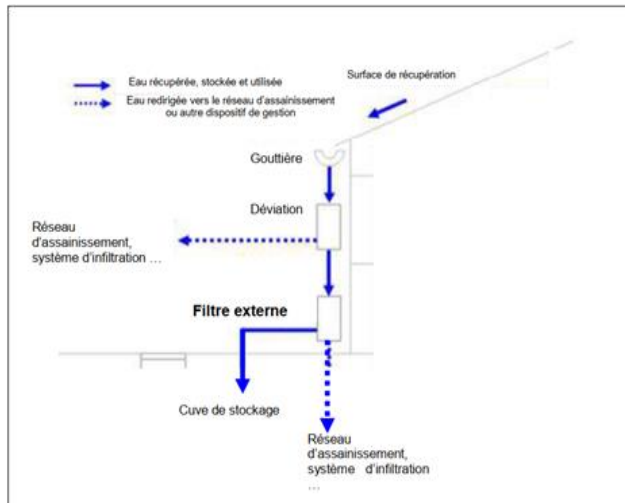 Eau récupérée, stockée et utilisée
Eau redirigée vers le réseau d'assainissement
ou autre dispositif de gestion
Surface de récupération
Gouttière
Déviation
Réseau
d'assainissement,
système d'infiltration ...
Filtre externe
Cuve de stockage
Réseau
d'assainissement,
système d'infiltration
...